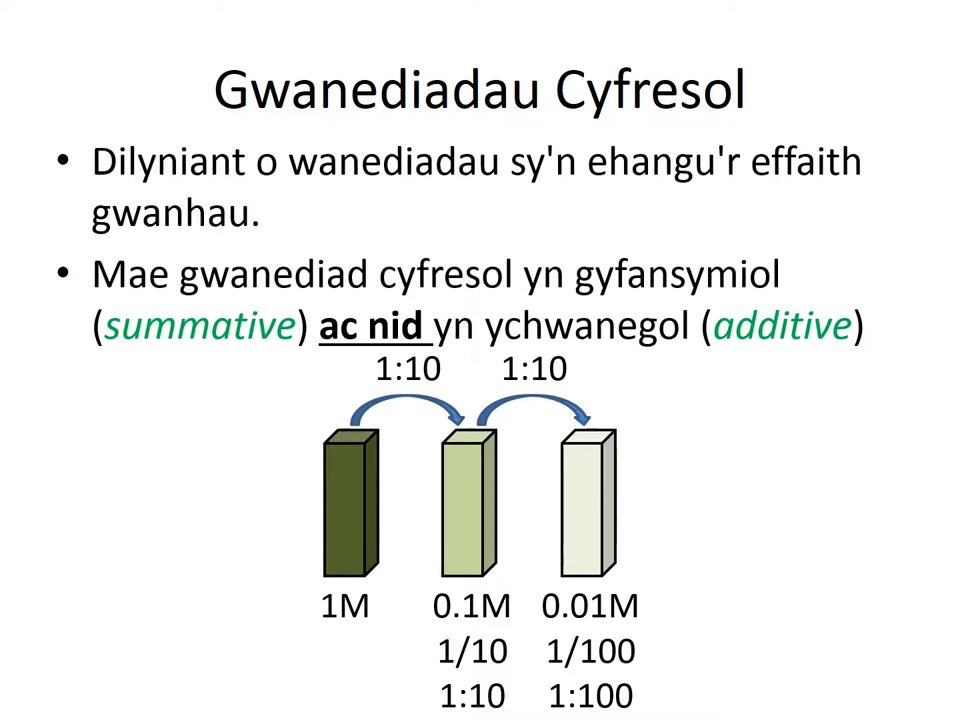 Gwanediadau Cyfresol
• Dilyniant o wanediadau sy'n ehangu'r effaith
gwanhau.
• Mae gwanediad cyfresol yn gyfansymiol
(summative) ac nid yn ychwanegol (additive)
1:10 1:10
1M 0.1M 0.01M
1/10 1/100
1:10 1:100